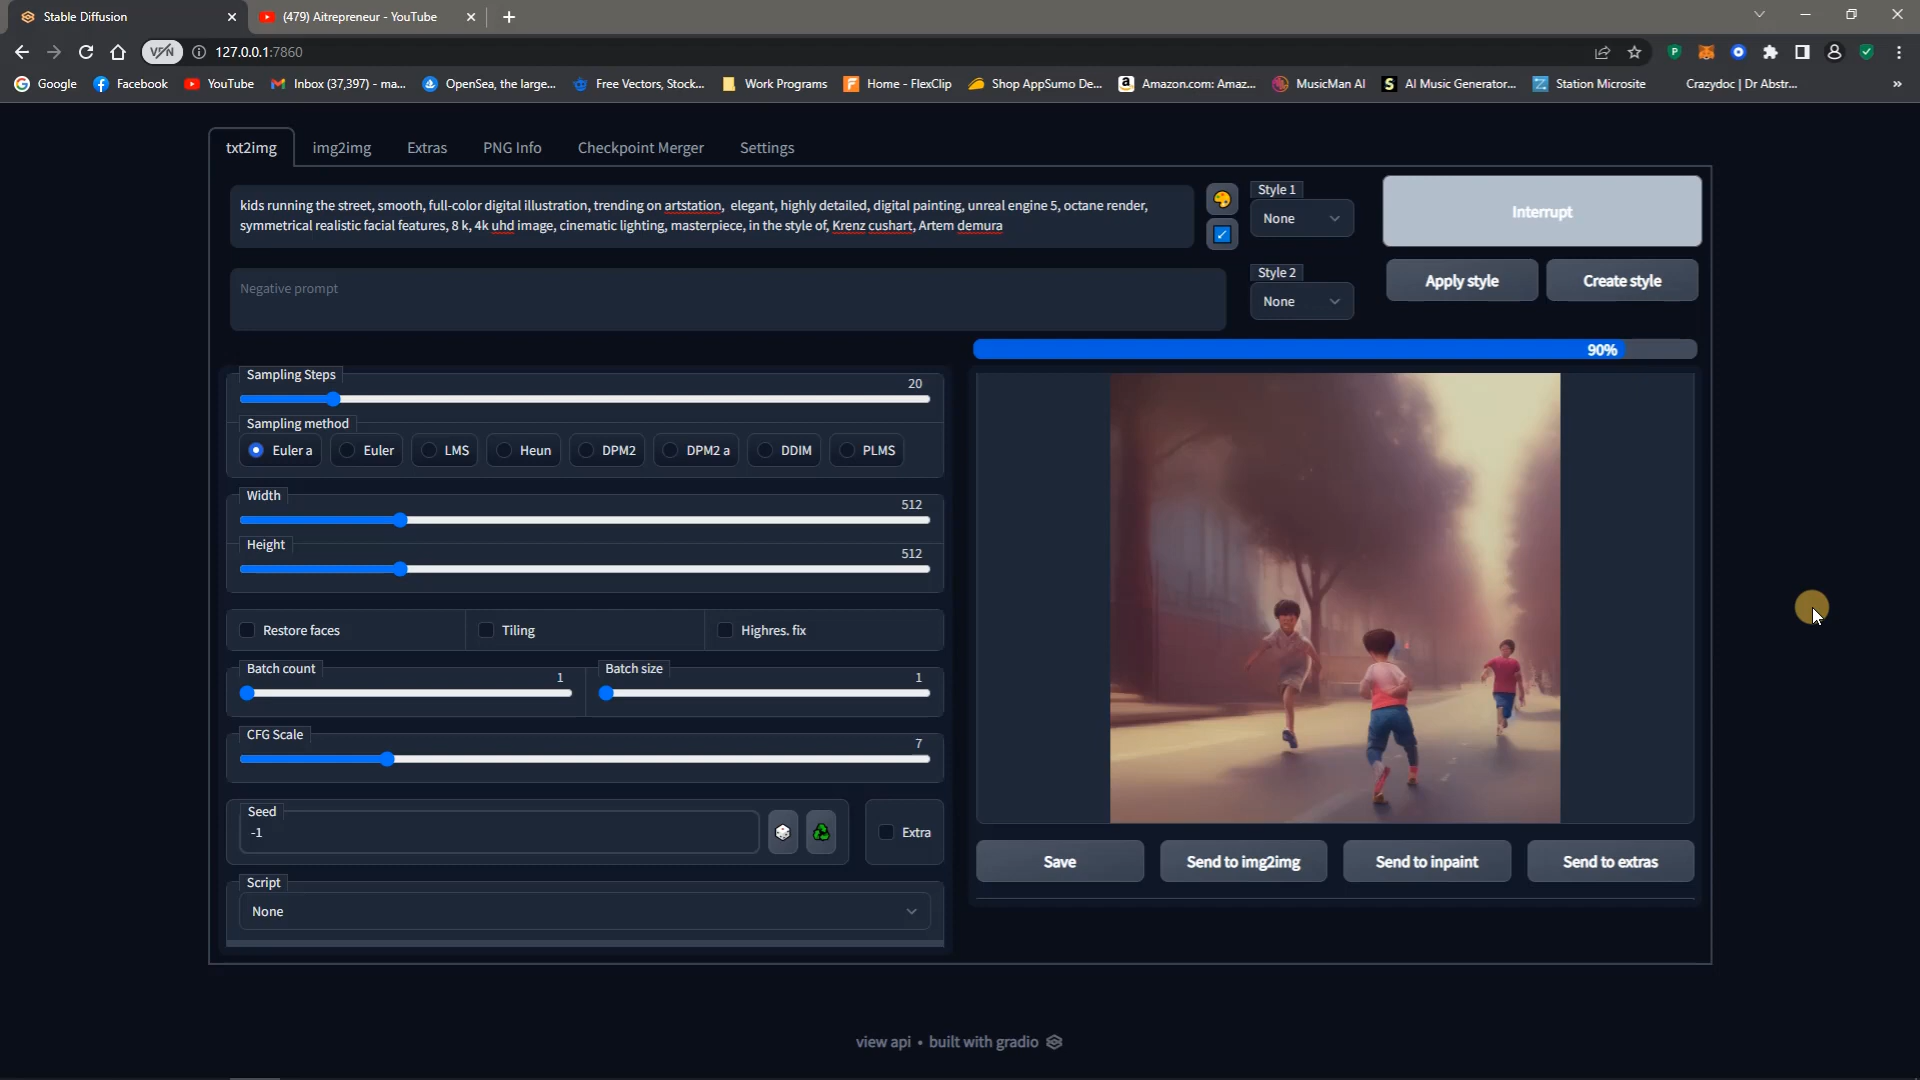 Stable Diffusion
(479) Aitrepreneur - YouTube
VPN
127.0.0.1:7860
Google
Facebook
YouTube
Inbox (37,397) - ma...
OpenSea, the large...
Free Vectors, Stock...
Work Programs
Home - FlexClip
Shop AppSumo De...
Amazon.com: Amaz...
MusicMan AI
AI Music Generator...
Station Microsite
Crazydoc | Dr Abstr...
»
txt2img
img2img
Extras
PNG Info
Checkpoint Merger
Settings
kids running the street, smooth, full-color digital illustration, trending on artstation, elegant, highly detailed, digital painting, unreal engine 5, octane render,
symmetrical realistic facial features, 8 k, 4k uhd image, cinematic lighting, masterpiece, in the style of, Krenz cushart, Artem demura
Style 1
None
Interrupt
Negative prompt
Style 2
None
Apply style
Create style
90%
Sampling Steps
20
Sampling method
Euler a
Euler
LMS
Heun
DPM2
DPM2 a
DDIM
PLMS
Width
512
Height
512
Restore faces
Tiling
Highres. fix
Batch count
1
Batch size
1
CFG Scale
7
Seed
-1
Extra
Script
None
Save
Send to img2img
Send to inpaint
Send to extras
view api • built with gradio